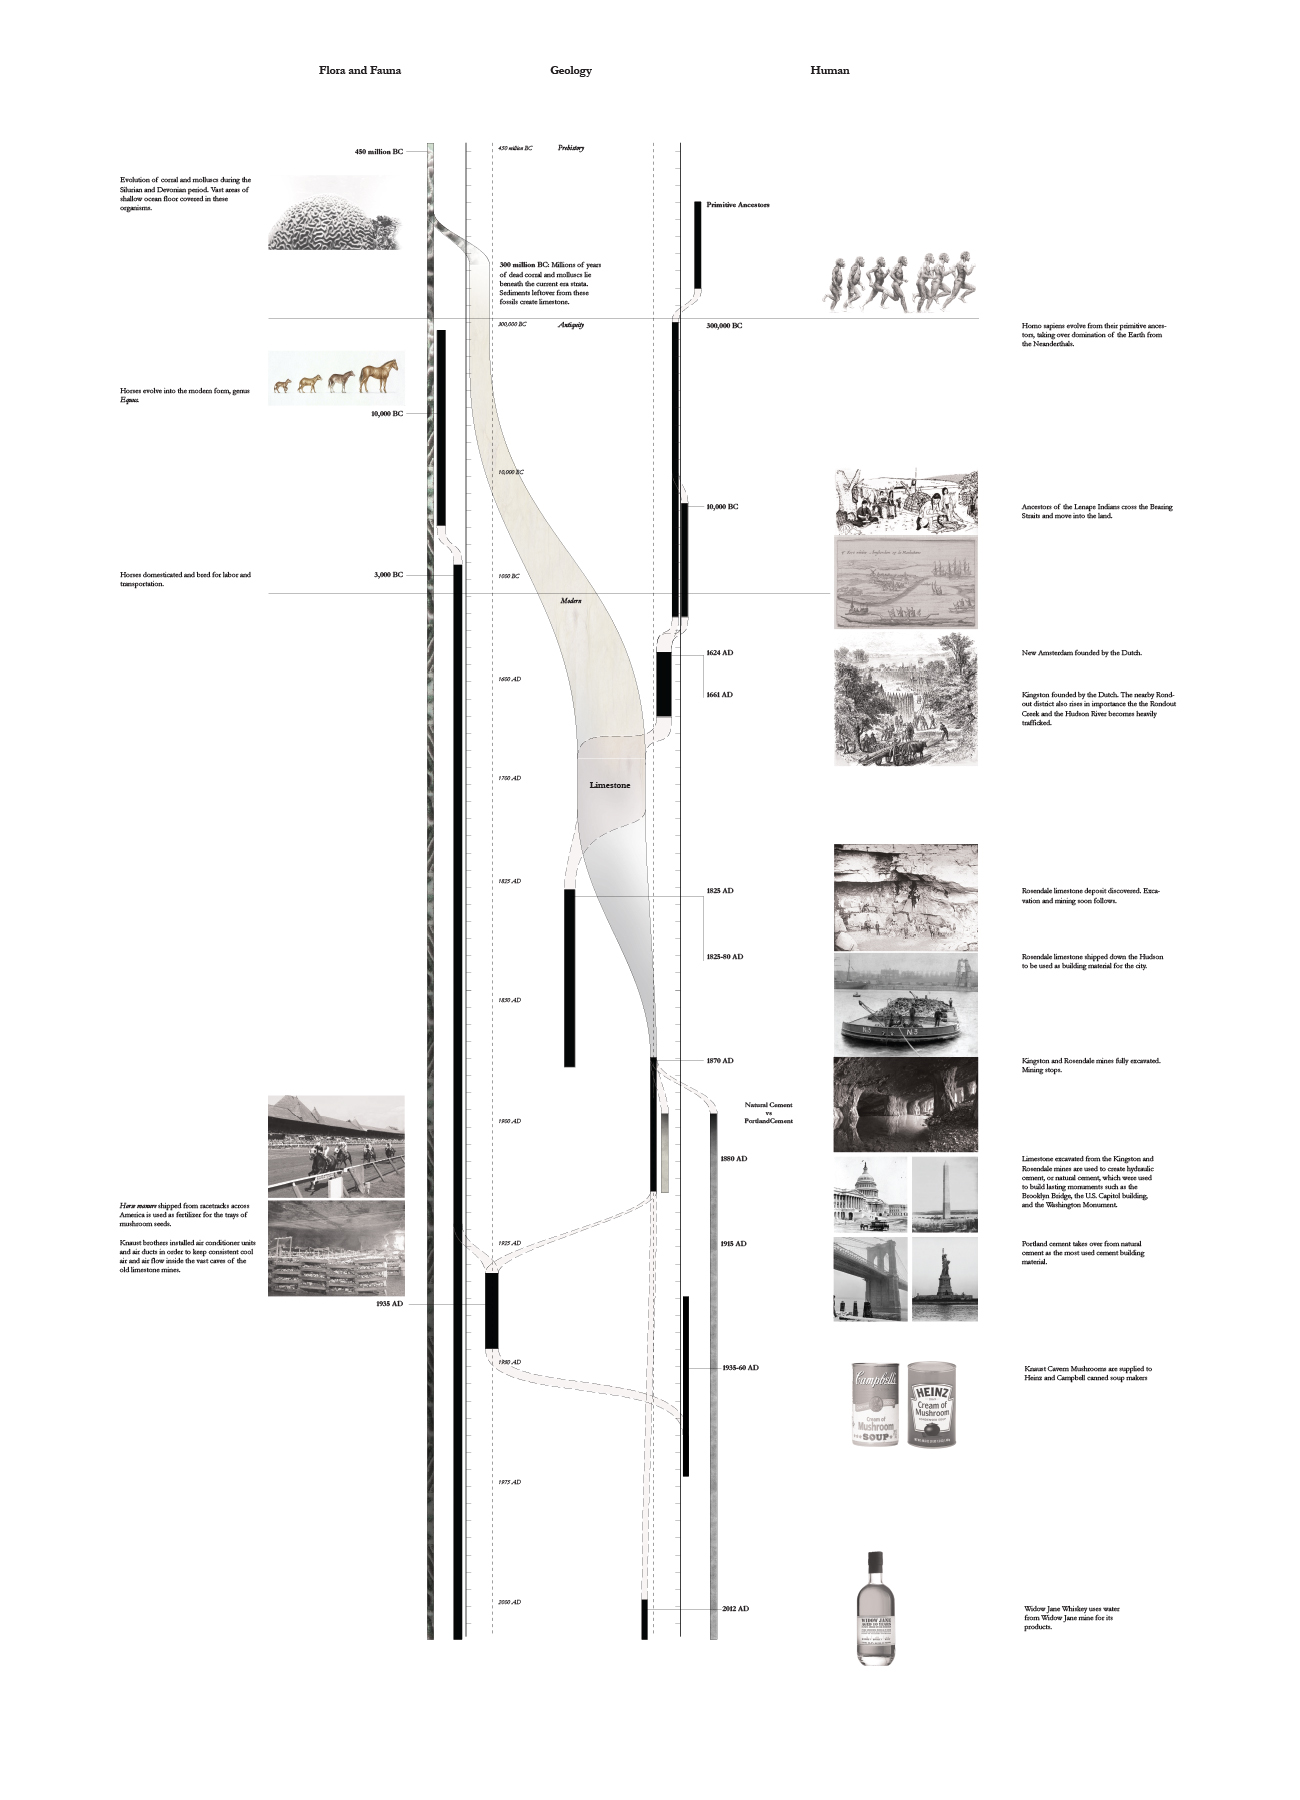 Flora and Fauna
Geology
Human
450 million BC
450 million BC
Prehistory
Evolution of corral and molluscs during the
Silurian and Devonian period. Vast areas of
shallow ocean floor covered in these
organisms.
Primitive Ancestors
300 million BC: Millions of years
of dead corral and molluscs lie
beneath the current era strata.
Sediments leftover from these
fossils create limestone.
300,000 BC
Antiquity
300,000 BC
Homo sapiens evolve from their primitive ances-
tors, taking over domination of the Earth from
the Neanderthals.
Horses evolve into the modern form, genus
Equus.
10,000 BC
10,000 BC
10,000 BC
Ancestors of the Lenape Indians cross the Bearing
Straits and move into the land.
Horses domesticated and bred for labor and
transportation.
3,000 BC
1050 BC
Modern
1624 AD
New Amsterdam founded by the Dutch.
1600 AD
1661 AD
Kingston founded by the Dutch. The nearby Rond-
out district also rises in importance the the Rondout
Creek and the Hudson River becomes heavily
trafficked.
1700 AD
Limestone
1825 AD
1825 AD
Rosendale limestone deposit discovered. Exca-
vation and mining soon follows.
1825-80 AD
Rosendale limestone shipped down the Hudson
to be used as building material for the city.
1850 AD
1870 AD
Kingston and Rosendale mines fully excavated.
Mining stops.
Natural Cement
vs
PortlandCement
1900 AD
1880 AD
Limestone excavated from the Kingston and
Rosendale mines are used to create hydraulic
cement, or natural cement, which were used
to build lasting monuments such as the
Brooklyn Bridge, the U.S. Capitol building,
and the Washington Monument.
Horse manure shipped from racetracks across
America is used as fertilizer for the trays of
mushroom seeds.
Knaust brothers installed air conditioner units
and air ducts in order to keep consistent cool
air and air flow inside the vast caves of the
old limestone mines.
1925 AD
1915 AD
Portland cement takes over from natural
cement as the most used cement building
material.
1935 AD
1950 AD
1935-60 AD
Knaust Cavern Mushrooms are supplied to
Heinz and Campbell canned soup makers
Campbell's
Cream of
Mushroom
SOUP
HEINZ
Cream of
Mushroom
1975 AD
2000 AD
2012 AD
WIDOW JANE
Widow Jane Whiskey uses water
from Widow Jane mine for its
products.